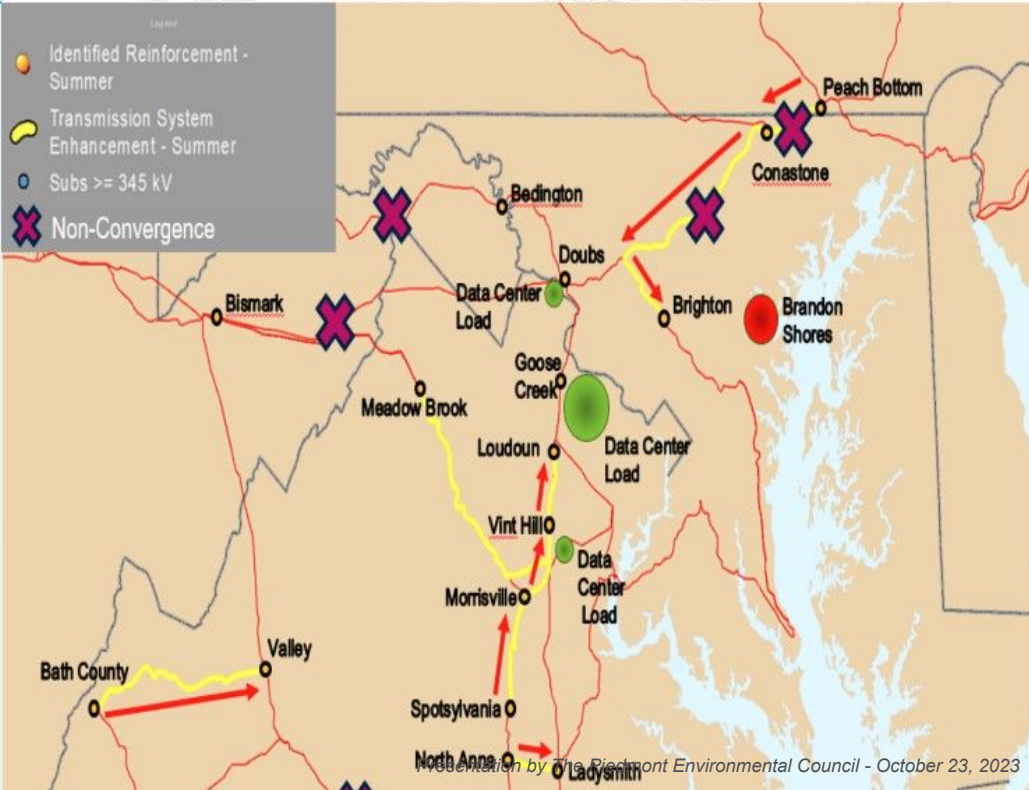 Legend
Identified Reinforcement -
Summer
Transmission System
Enhancement - Summer
Subs >= 345 kV
Non-Convergence
Peach Bottom
Conastone
Bedington
Doubs
Data Center
Load
Brighton
Brandon
Shores
Bismark
Goose
Creek
Meadow Brook
Data Center
Load
Loudoun
Vint Hill
Data
Center
Load
Morrisville
Valley
Bath County
Spotsylvania
North Anna
Presentation by The Piedmont Environmental Council - October 23, 2023
Ladysmith